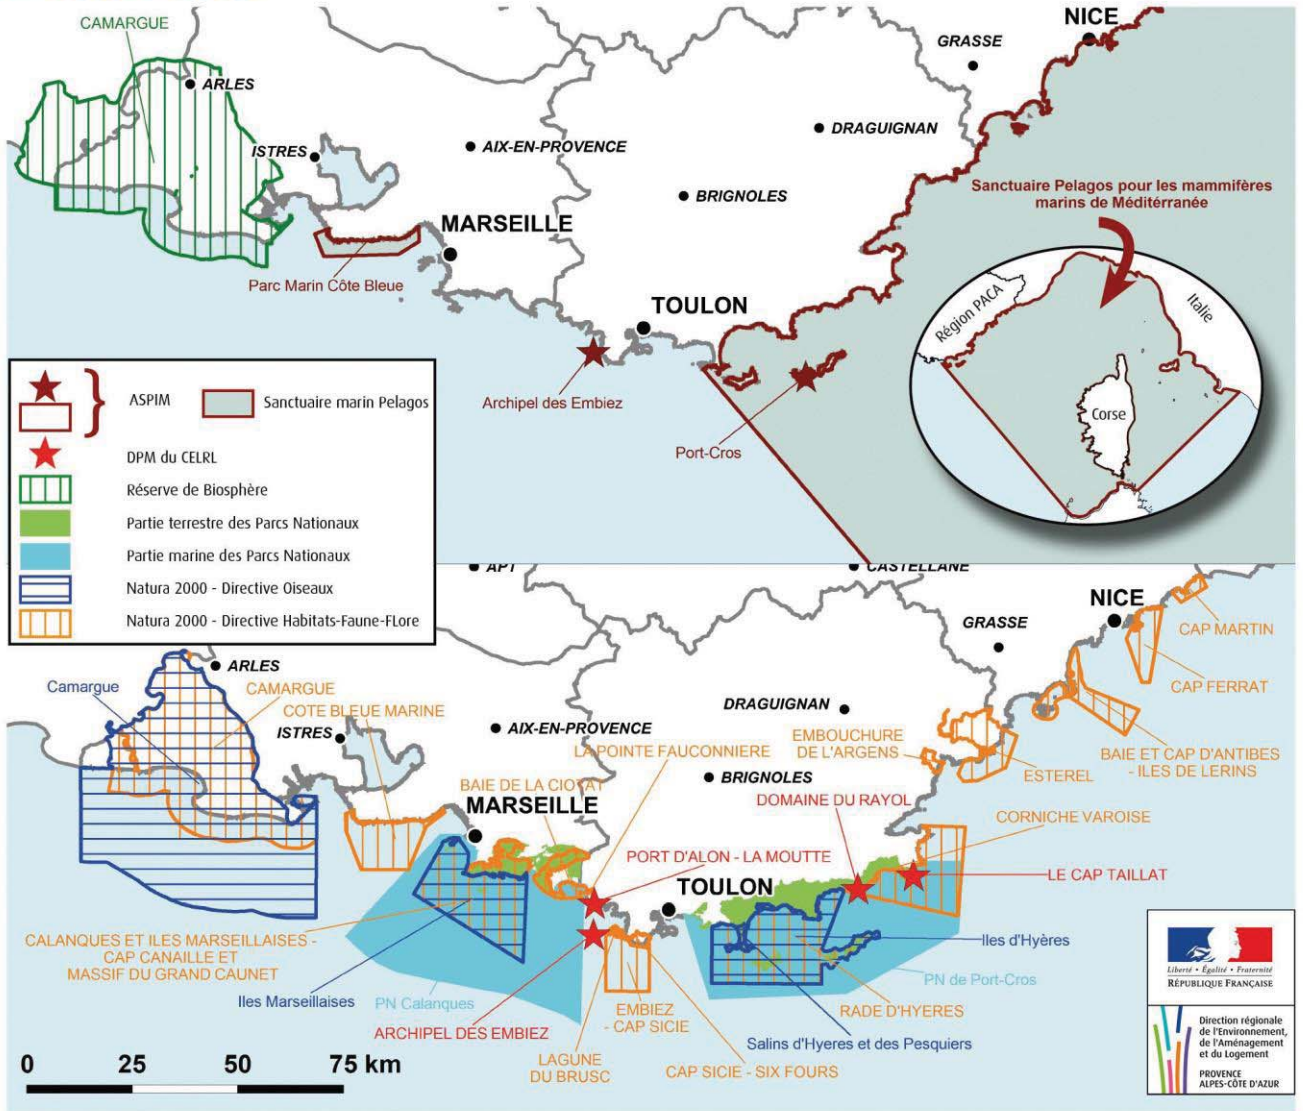 CAMARGUE
NICE
GRASSE
ARLES
DRAGUIGNAN
ISTRES
AIX-EN-PROVENCE
BRIGNOLES
Sanctuaire Pelagos pour les mammifères
marins de Méditérranée
MARSEILLE
Parc Marin Côte Bleue
TOULON
Région PACA
Italie
Corse
Archipel des Embiez
Port-Cros
ASPIM
Sanctuaire marin Pelagos
DPM du CELRL
Réserve de Biosphère
Partie terrestre des Parcs Nationaux
Partie marine des Parcs Nationaux
Natura 2000 - Directive Oiseaux
Natura 2000 - Directive Habitats-Faune-FLore
APT
CASTELLANE
NICE
GRASSE
CAP MARTIN
ARLES
Camargue
CAMARGUE
CAP FERRAT
COTE BLEUE MARINE
DRAGUIGNAN
ISTRES
AIX-EN-PROVENCE
LA POINTE FAUCONNIERE
EMBOUCHURE
DE L'ARGENS
BAIE ET CAP D'ANTIBES
- ILES DE LERINS
ESTEREL
BRIGNOLES
BAIE DE LA CIOTAT
MARSEILLE
DOMAINE DU RAYOL
CORNICHE VAROISE
PORT D'ALON - LA MOUTTE
LE CAP TAILLAT
TOULON
CALANQUES ET ILES MARSEILLAISES -
CAP CANAILLE ET
MASSIF DU GRAND CAUNET
Iles d'Hyères
Iles Marseillaises
PN Calanques
PN de Port-Cros
EMBIEZ
- CAP SICIE
RADE D'HYERES
ARCHIPEL DES EMBIEZ
Salins d'Hyeres et des Pesquiers
LAGUNE
DU BRUSC
CAP SICIE - SIX FOURS
0 25 50 75 km
Liberté • Égalité • Fraternité
RÉPUBLIQUE FRANÇAISE
Direction régionale
de l'Environnement,
de l'Aménagement
et du Logement
PROVENCE
ALPES-CÔTE D'AZUR